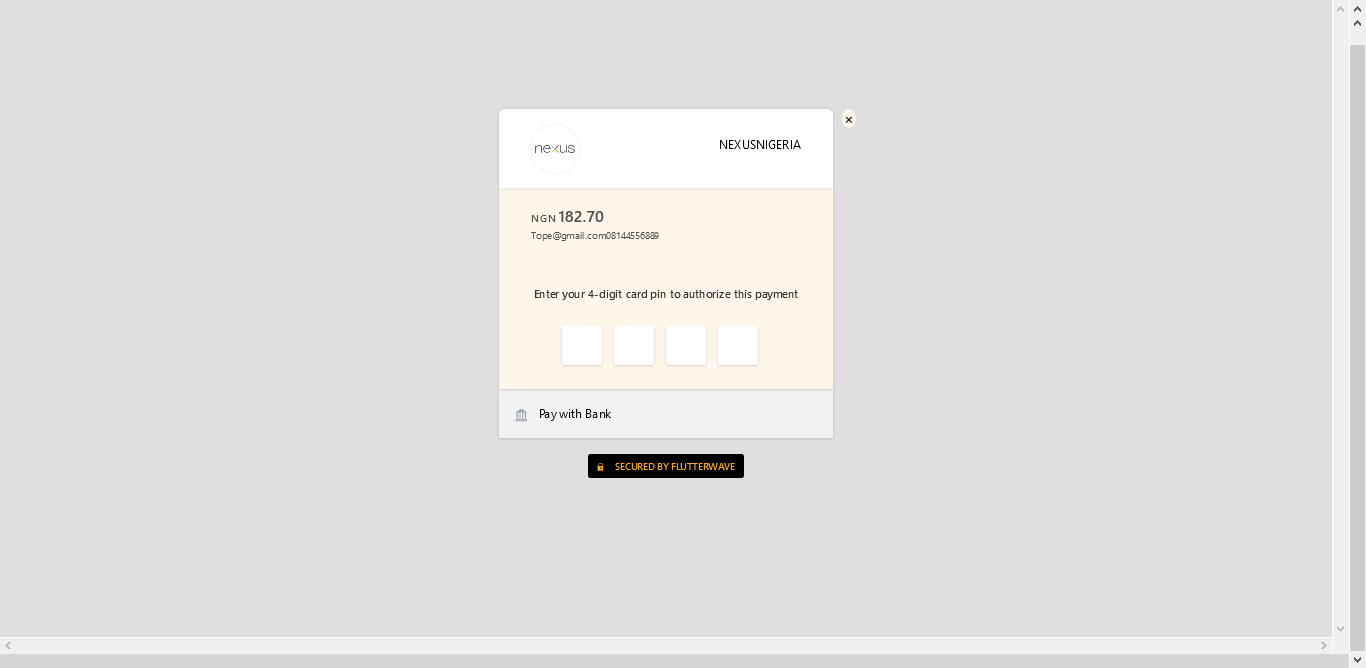 nexus
NEXUSNIGERIA
NGN 182.70
Tope@gmail.com08144556889
Enter your 4-digit card pin to authorize this payment
Pay with Bank
SECURED BY FLUTTERWAVE